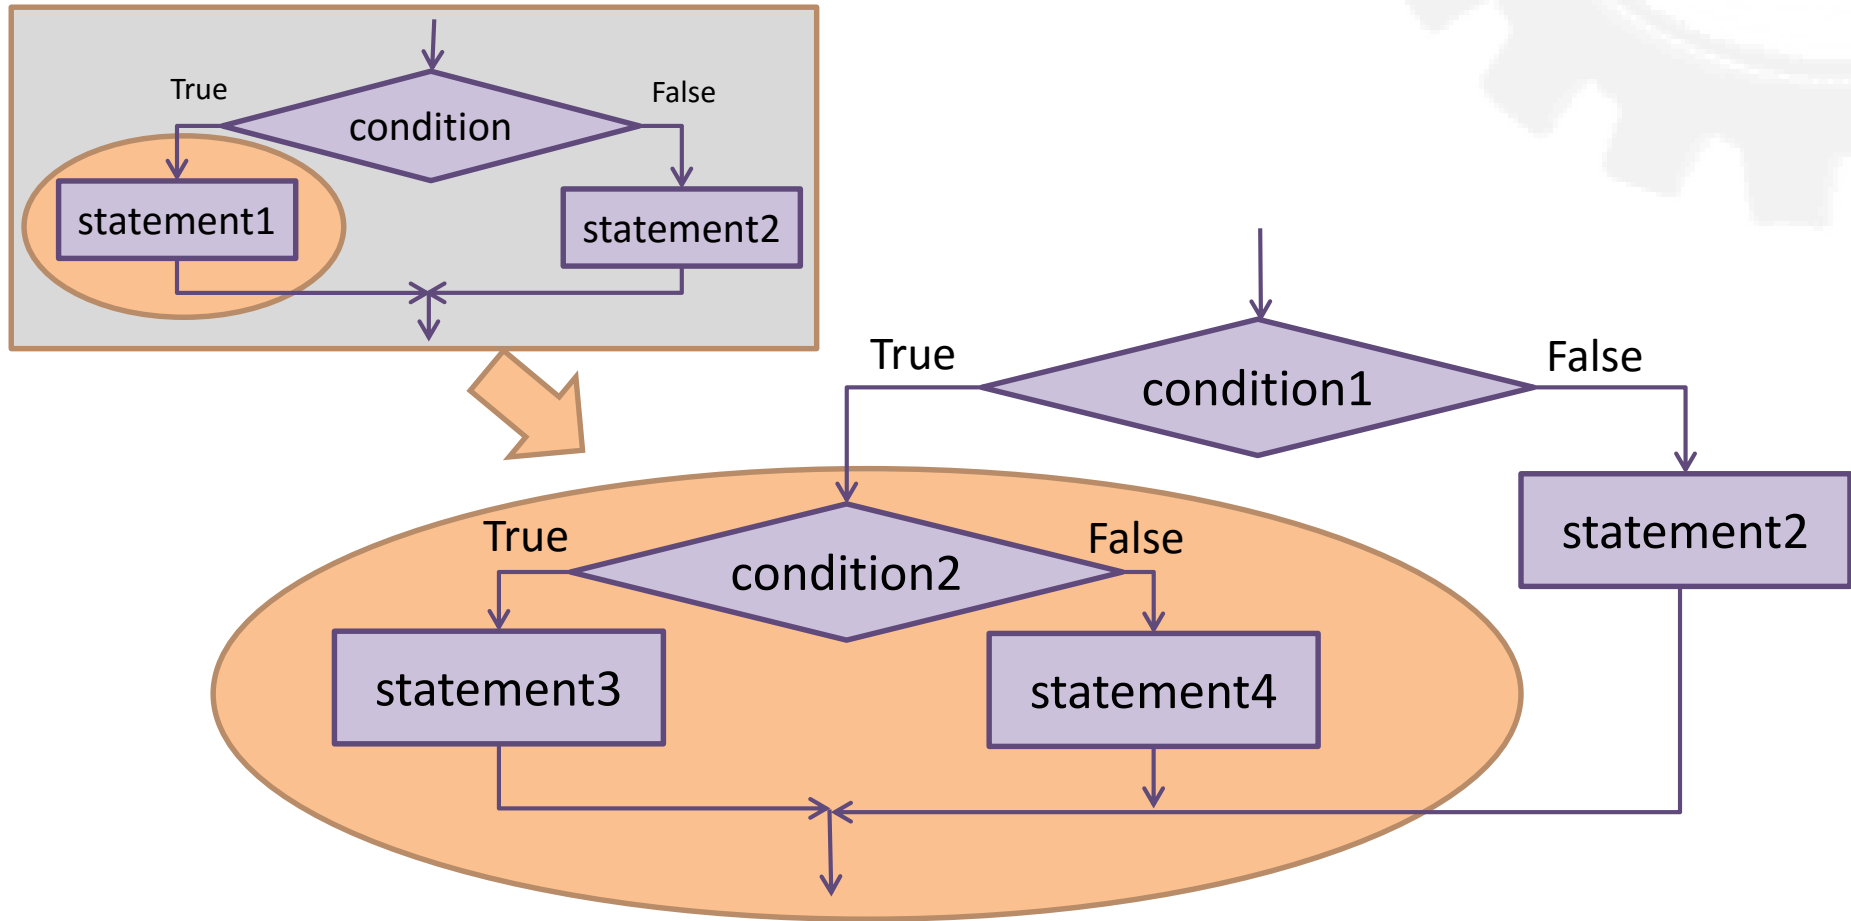 True
False
condition
statement1
statement2
True
False
condition1
True
False
condition2
statement2
statement3
statement4